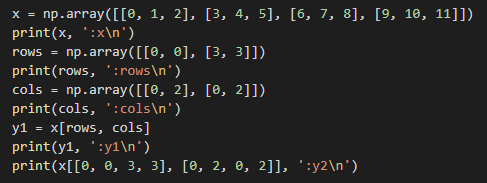 x = np.array([[0, 1, 2], [3, 4, 5], [6, 7, 8], [9, 10, 11]])
print(x, ':x\n')
rows = np.array([[0, 0], [3, 3]])
print(rows, ':rows\n')
cols = np.array([[0, 2], [0, 2]])
print(cols, ':cols\n')
y1 = x[rows, cols]
print(y1, ':y1\n')
print(x[[0, 0, 3, 3], [0, 2, 0, 2]], ':y2\n')